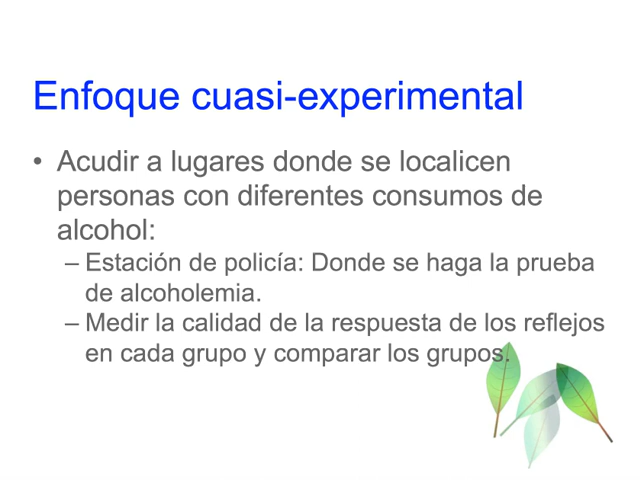 Enfoque cuasi-experimental
• Acudir a lugares donde se localicen
personas con diferentes consumos de
alcohol:
– Estación de policía: Donde se haga la prueba
de alcoholemia.
– Medir la calidad de la respuesta de los reflejos
en cada grupo y comparar los grupos.